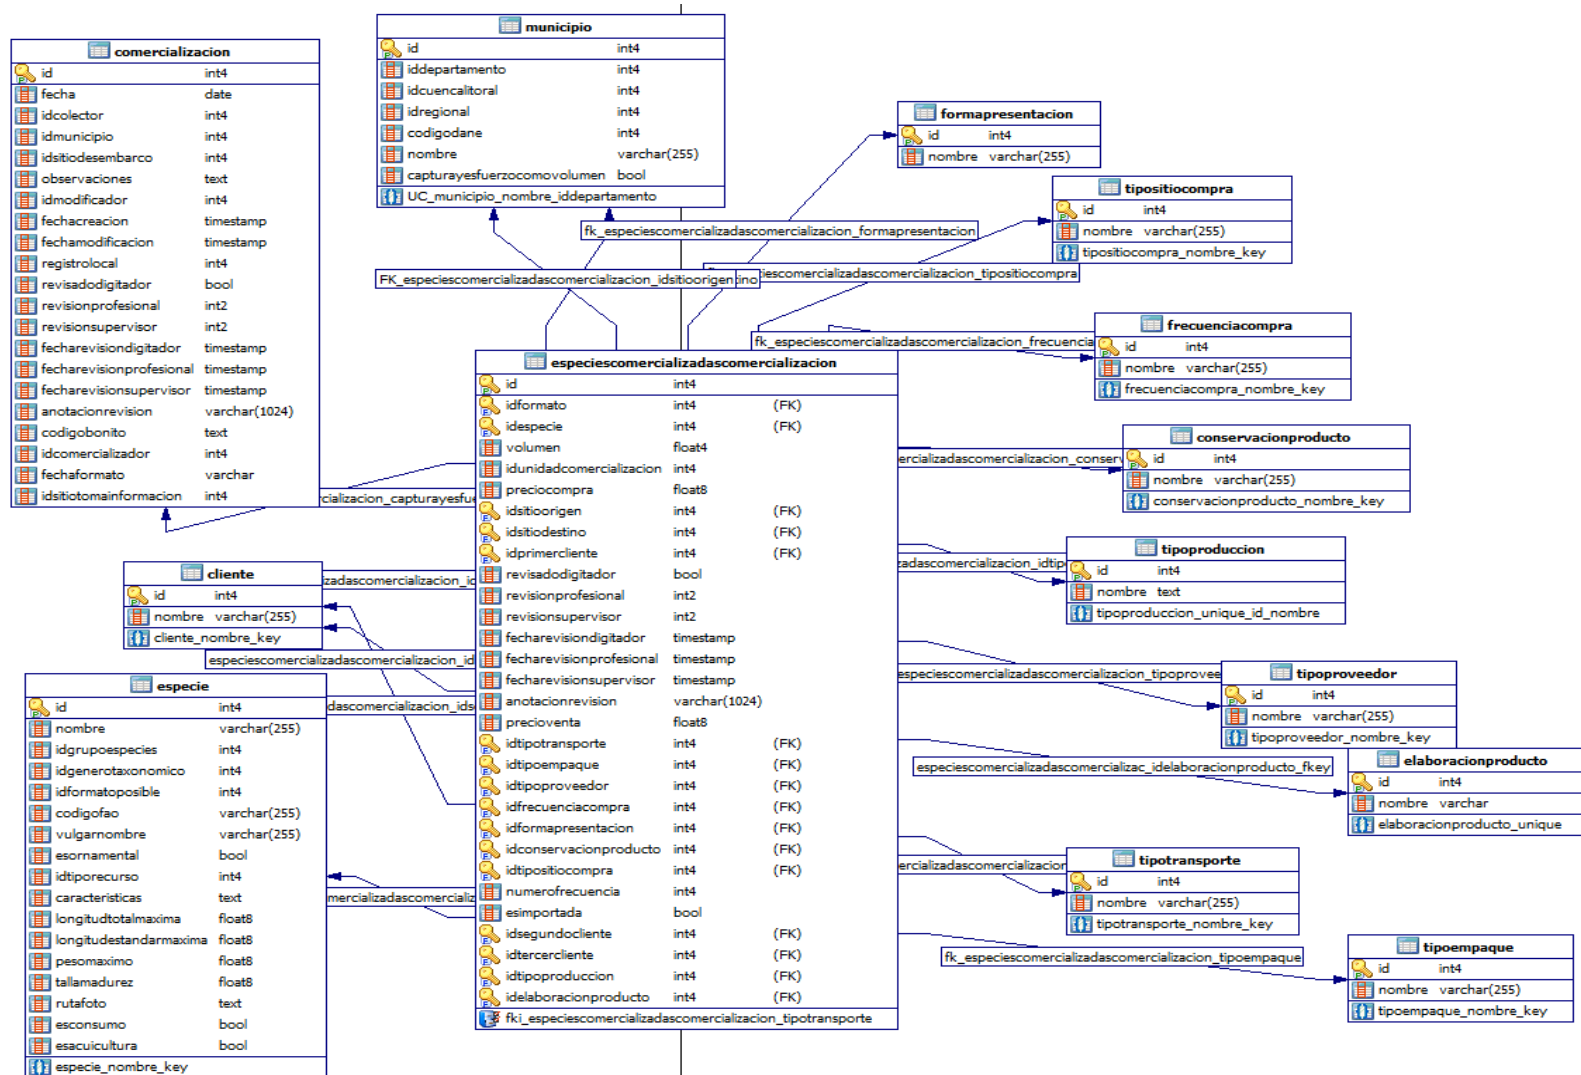 comercializacion
id int4
fecha date
idcolector int4
idmunicipio int4
idsitiodesembarco int4
observaciones text
idmodificador int4
fechacreacion timestamp
fechamodificacion timestamp
registrolocal int4
revisadodigitador bool
revisionprofesional int2
revisionsupervisor int2
fecharevisiondigitador timestamp
fecharevisionprofesional timestamp
fecharevisionsupervisor timestamp
anotacionrevision varchar(1024)
codigobonito text
idcomercializador int4
fechaformato varchar
idsitiotomainformacion int4
municipio
id int4
iddepartamento int4
idcuencalitoral int4
idregional int4
codigodane int4
nombre varchar(255)
capturayesfuerzocomovolumen bool
UC_municipio_nombre_iddepartamento
formapresentacion
id int4
nombre varchar(255)
tipositiocompra
id int4
nombre varchar(255)
tipositiocompra_nombre_key
fk_especiescomercializadascomercializacion_formapresentacion
iescomercializadascomercializacion_tipositiocompra
FK_especiescomercializadascomercializacion_idsitioorigen
tino
fk_especiescomercializadascomercializacion_frecuencia
frecuenciacompra
id int4
nombre varchar(255)
frecuenciacompra_nombre_key
especiescomercializadascomercializacion
id int4
idformato int4 (FK)
idespecie int4 (FK)
volumen float4
idunidadcomercializacion int4
preciocompra float8
idsitioorigen int4 (FK)
idsitiodestino int4 (FK)
idprimercliente int4 (FK)
revisadodigitador bool
revisionprofesional int2
revisionsupervisor int2
fecharevisiondigitador timestamp
fecharevisionprofesional timestamp
fecharevisionsupervisor timestamp
anotacionrevision varchar(1024)
precioventa float8
idtipotransporte int4 (FK)
idtipoempaque int4 (FK)
idtipoproveedor int4 (FK)
idfrecuenciacompra int4 (FK)
idformapresentacion int4 (FK)
idconservacionproducto int4 (FK)
idtipositiocompra int4 (FK)
numerofrecuencia int4
esimportada bool
idsegundocliente int4 (FK)
idtercercliente int4 (FK)
idtipoproduccion int4 (FK)
idelaboracionproducto int4 (FK)
fki_especiescomercializadascomercializacion_tipotransporte
ercializadascomercializacion_conserv
conservacionproducto
id int4
nombre varchar(255)
conservacionproducto_nombre_key
rcializacion_capturayesfue
cliente
id int4
nombre varchar(255)
cliente_nombre_key
izadascomercializacion_id
especiescomercializadascomercializacion_id
dascomercializacion_ids
zadascomercializacion_idtip
tipoproduccion
id int4
nombre text
tipoproduccion_unique_id_nombre
especiescomercializadascomercializacion_tipoprovee
tipoproveedor
id int4
nombre varchar(255)
tipoproveedor_nombre_key
especie
id int4
nombre varchar(255)
idgrupoespecies int4
idgenerotaxonomico int4
idformatoposible int4
codigofao varchar(255)
vulgarnombre varchar(255)
esornamental bool
idtiporecurso int4
caracteristicas text
longitudtotalmaxima float8
longitudestandarmaxima float8
pesomaximo float8
tallamadurez float8
rutafoto text
esconsumo bool
esacuicultura bool
especie_nombre_key
mercializadascomercializa
especiescomercializadascomercializac_idelaboracionproducto_fkey
elaboracionproducto
id int4
nombre varchar
elaboracionproducto_unique
ercializadascomercializacion
tipotransporte
id int4
nombre varchar(255)
tipotransporte_nombre_key
fk_especiescomercializadascomercializacion_tipoempaque
tipoempaque
id int4
nombre varchar(255)
tipoempaque_nombre_key